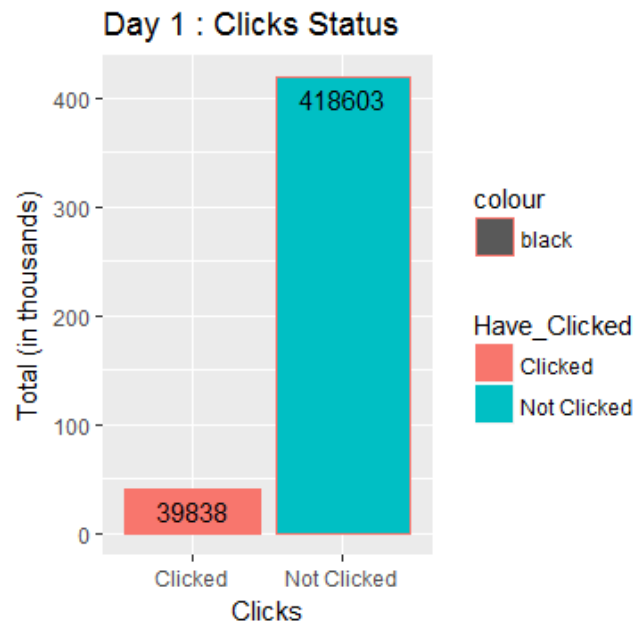 Day 1 : Clicks Status
Total (in thousands)
400
300
200
100
0
418603
39838
Clicked
Not Clicked
Clicks
colour
black
Have_Clicked
Clicked
Not Clicked